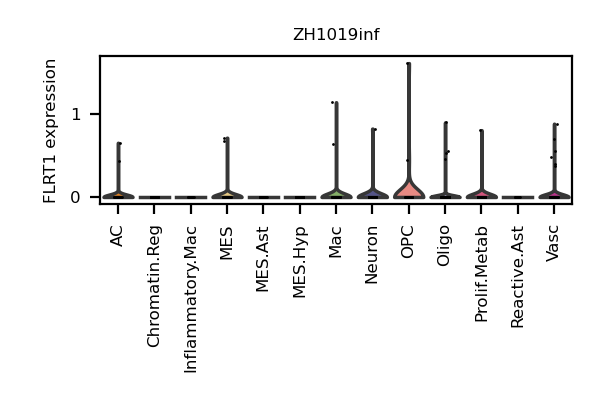 ZH1019inf
FLRT1 expression
1
0
AC
Chromatin.Reg
Inflammatory.Mac
MES
MES.Ast
MES.Hyp
Mac
Neuron
OPC
Oligo
Prolif.Metab
Reactive.Ast
Vasc